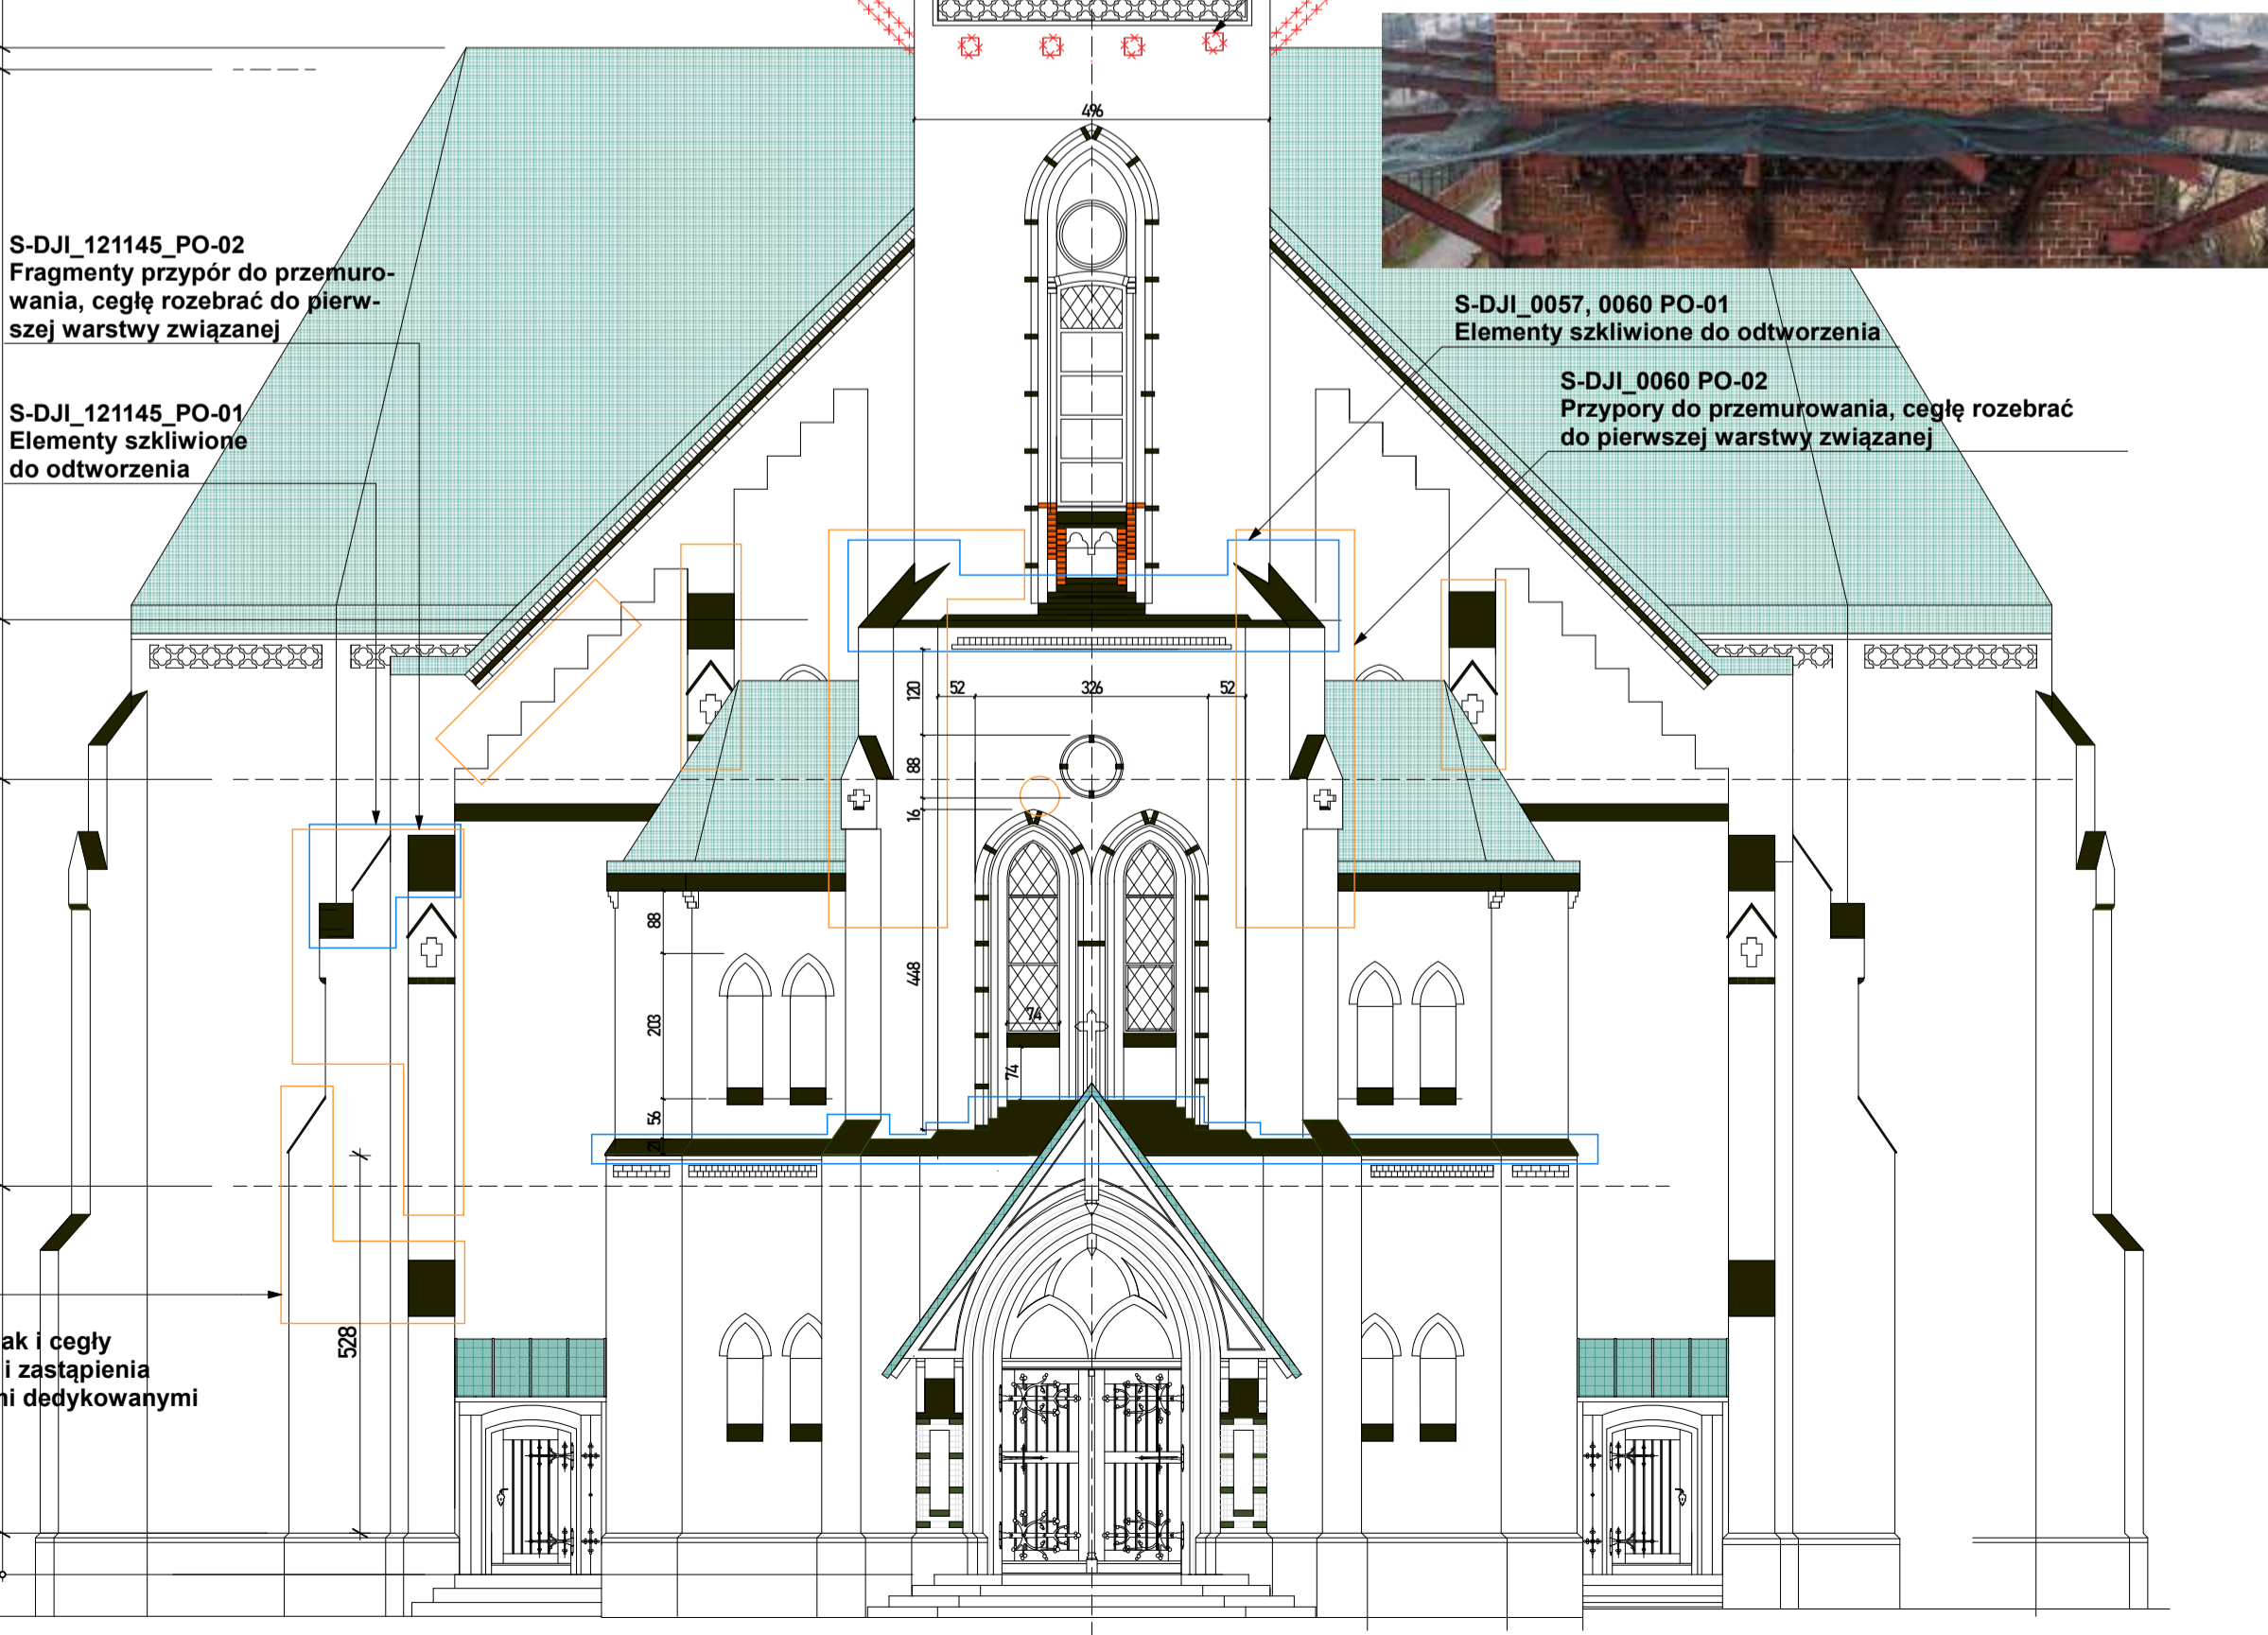 496
S-DJI_121145_PO-02
Fragmenty przypór do przemuro-
wania, cegłę rozebrać do pierw-
szej warstwy związanej
S-DJI_0057, 0060 PO-01
Elementy szkliwione do odtworzenia
S-DJI_0060 PO-02
Przypory do przemurowania, cegłę rozebrać
do pierwszej warstwy związanej
S-DJI_121145_PO-01
Elementy szkliwione
do odtworzenia
120
52
326
52
88
16
88
448
203
74
74
56
528
ak i cegły
i zastąpienia
mi dedykowanymi